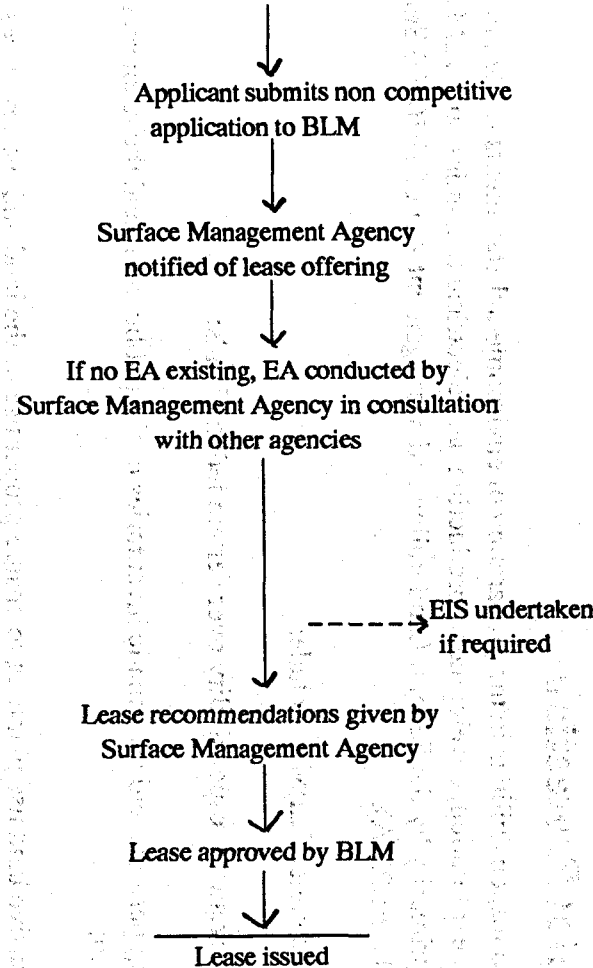 Applicant submits non competitive
application to BLM
Surface Management Agency
notified of lease offering
If no EA existing, EA conducted by
Surface Management Agency in consultation
with other agencies
EIS undertaken
if required
Lease recommendations given by
Surface Management Agency
Lease approved by BLM
Lease issued